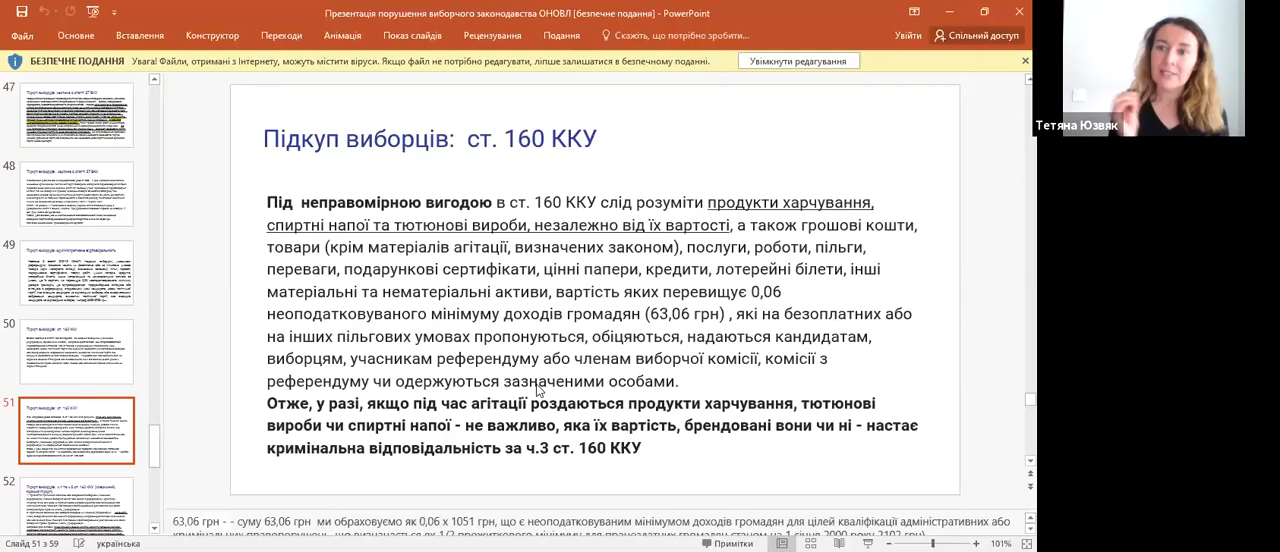 Презентація порушення виборчого законодавства ОНОВЛ [безпечне подання] - PowerPoint
Файл Основне Вставлення Конструктор Переходи Анімація Показ слайдів Рецензування Подання Скажіть, що потрібно зробити... Увійти Спільний доступ
БЕЗПЕЧНЕ ПОДАННЯ Увага! Файли, отримані з Інтернету, можуть містити віруси. Якщо файл не потрібно редагувати, ліпше залишатися в безпечному поданні. Увімкнути редагування
Тетяна Юзвяк
47
48
49
50
51
52
Підкуп виборців: ст. 160 ККУ
Під неправомірною вигодою в ст. 160 ККУ слід розуміти продукти харчування,
спиртні напої та тютюнові вироби, незалежно від їх вартості, а також грошові кошти,
товари (крім матеріалів агітації, визначених законом), послуги, роботи, пільги,
переваги, подарункові сертифікати, цінні папери, кредити, лотерейні білети, інші
матеріальні та нематеріальні активи, вартість яких перевищує 0,06
неоподатковуваного мінімуму доходів громадян (63,06 грн) , які на безоплатних або
на інших пільгових умовах пропонуються, обіцяються, надаються кандидатам,
виборцям, учасникам референдуму або членам виборчої комісії, комісії з
референдуму чи одержуються зазначеними особами.
Отже, у разі, якщо під час агітації роздаються продукти харчування, тютюнові
вироби чи спиртні напої - неважливо, яка їх вартість, брендовані вони чи ні - настає
кримінальна відповідальність за ч.3 ст. 160 ККУ
63,06 грн - - суму 63,06 грн ми обраховуємо як 0,06 х 1051 грн, що є неоподатковуваним мінімумом доходів громадян для цілей кваліфікації адміністративних або
Слайд 51 з 59 українська Примітки 101%